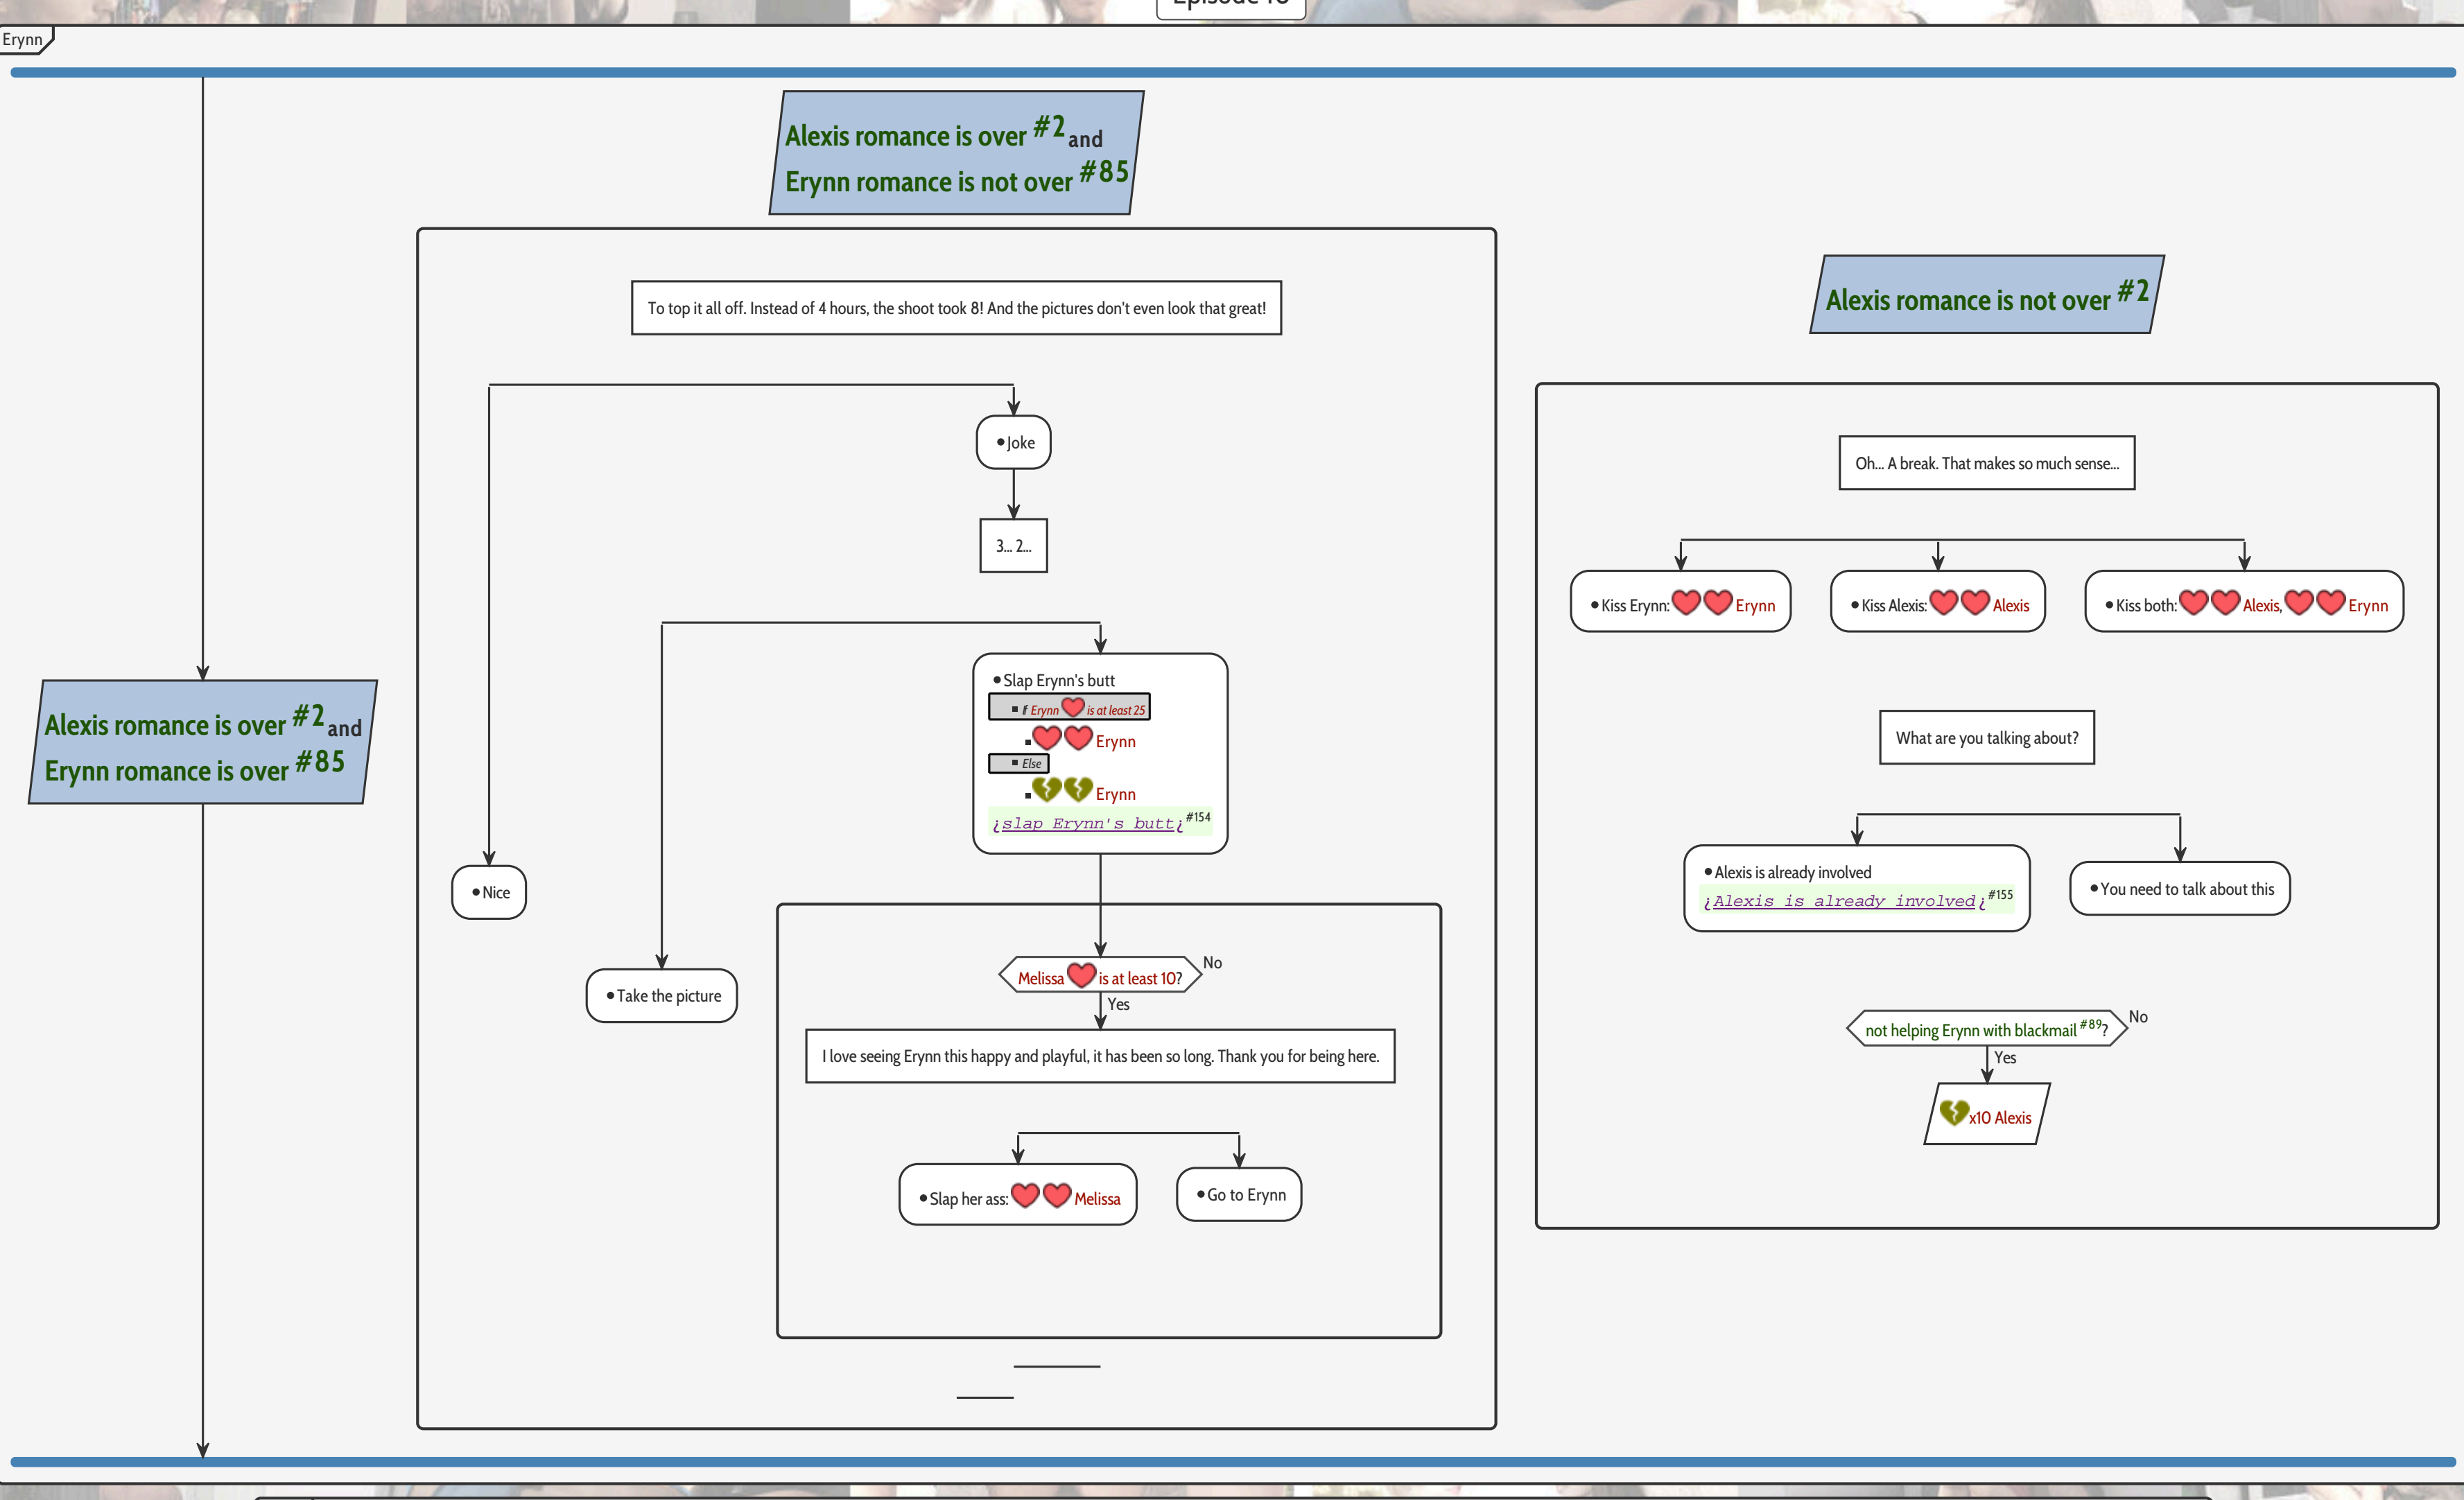 Episode 18
Erynn
Alexis romance is over #2 and
Erynn romance is not over #85
To top it all off. Instead of 4 hours, the shoot took 8! And the pictures don't even look that great!
• Joke
3... 2...
• Slap Erynn's butt
▪ If Erynn ❤ is at least 25
▪ ❤❤ Erynn
▪ Else
▪ 💔💔 Erynn
¿slap Erynn's butt¿ #154
• Nice
• Take the picture
Melissa ❤ is at least 10?
No
Yes
I love seeing Erynn this happy and playful, it has been so long. Thank you for being here.
• Slap her ass: ❤❤ Melissa
• Go to Erynn
Alexis romance is over #2 and
Erynn romance is over #85
Alexis romance is not over #2
Oh... A break. That makes so much sense...
• Kiss Erynn: ❤❤ Erynn
• Kiss Alexis: ❤❤ Alexis
• Kiss both: ❤❤ Alexis, ❤❤ Erynn
What are you talking about?
• Alexis is already involved
¿Alexis is already involved¿ #155
• You need to talk about this
not helping Erynn with blackmail #89?
No
Yes
💔x10 Alexis